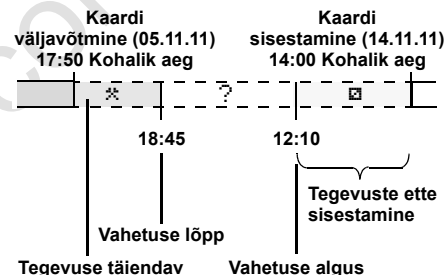 Kaardi
väljavõtmine (05.11.11)
17:50 Kohalik aeg
Kaardi
sisestamine (14.11.11)
14:00 Kohalik aeg
?
18:45
12:10
Tegevuste ette
sisestamine
Vahetuse lõpp
Tegevuse täiendav
Vahetuse algus